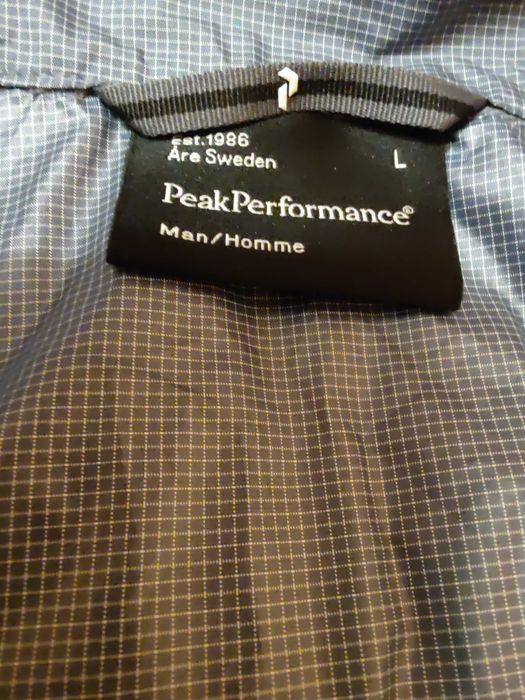 Est.1986
Åre Sweden
L
PeakPerformance®
Man/Homme